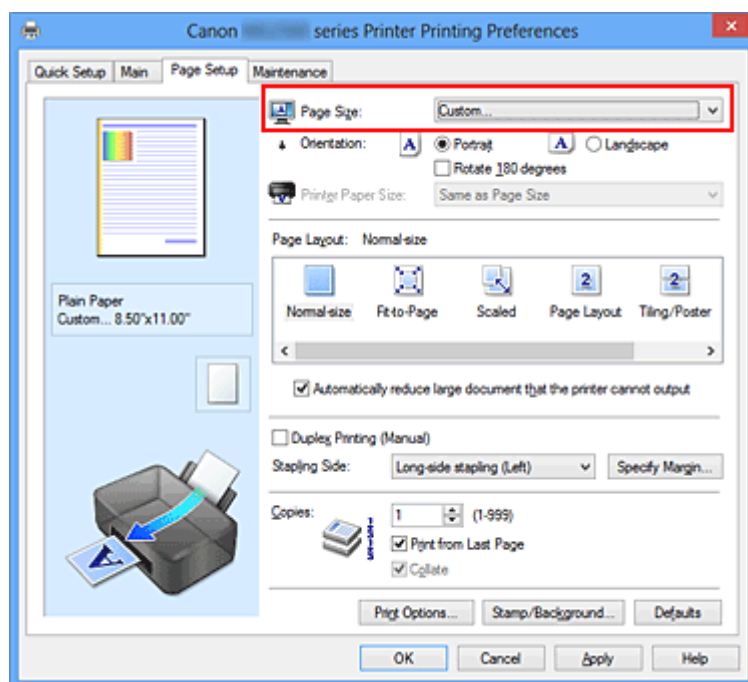 Canon series Printer Printing Preferences
Quick Setup Main Page Setup Maintenance
Page Size: Custom...
Orientation: A Portrait A Landscape
Rotate 180 degrees
Printer Paper Size: Same as Page Size
Page Layout: Normal-size
2 2
Normal-size Fit-to-Page Scaled Page Layout Tiling/Poster
Plain Paper
Custom... 8.50"x11.00"
Automatically reduce large document that the printer cannot output
Duplex Printing (Manual)
Stapling Side: Long-side stapling (Left) Specify Margin...
Copies: 1 (1-999)
Print from Last Page
Collate
A
Print Options... Stamp/Background... Defaults
OK Cancel Apply Help